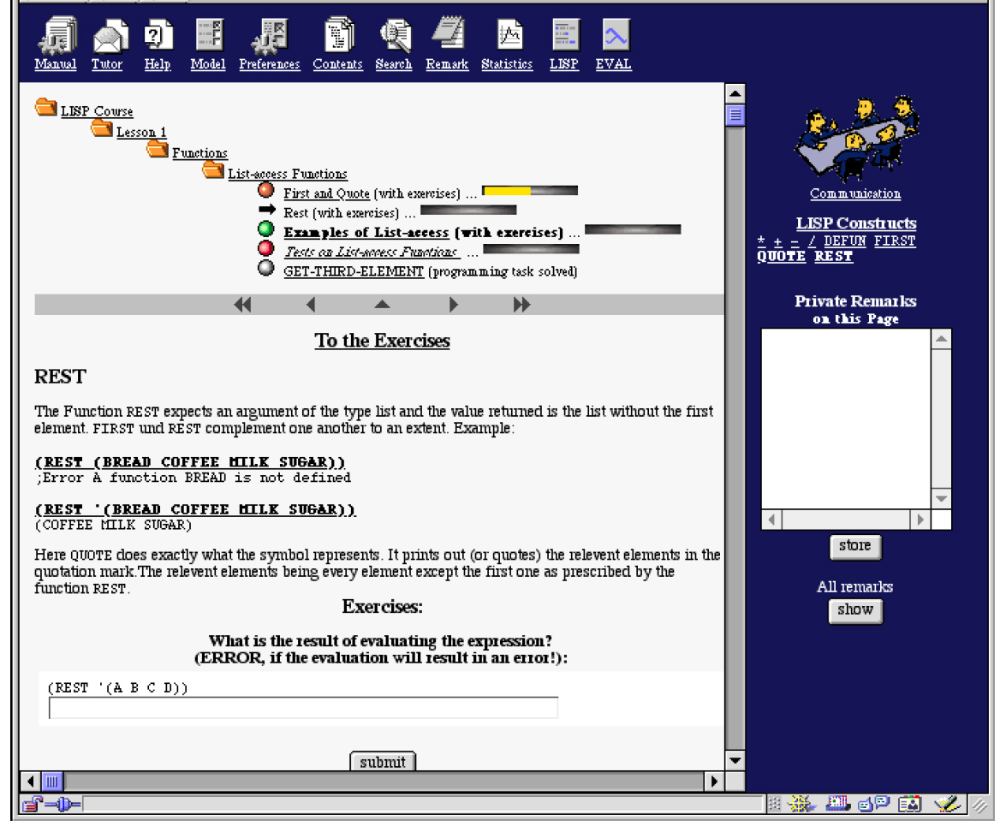 Manual Tutor Help Model Preferences Contents Search Remark Statistics LISP EVAL
LISP Course
Lesson 1
Functions
List-access Functions
First and Quote (with exercises) ...
Rest (with exercises) ...
Examples of List-access (with exercises) ...
Tests on List-access Functions ...
GET-THIRD-ELEMENT (programming task solved)
To the Exercises
REST
The Function REST expects an argument of the type list and the value returned is the list without the first
element. FIRST und REST complement one another to an extent. Example:
(REST (BREAD COFFEE MILK SUGAR))
;Error A function BREAD is not defined
(REST '(BREAD COFFEE MILK SUGAR))
(COFFEE MILK SUGAR)
Here QUOTE does exactly what the symbol represents. It prints out (or quotes) the relevent elements in the
quotation mark.The relevent elements being every element except the first one as prescribed by the
function REST.
Exercises:
What is the result of evaluating the expression?
(ERROR, if the evaluation will result in an error!):
(REST '(A B C D))
submit
Communication
LISP Constructs
* + - / DEFUN FIRST
QUOTE REST
Private Remarks
on this Page
store
All remarks
show